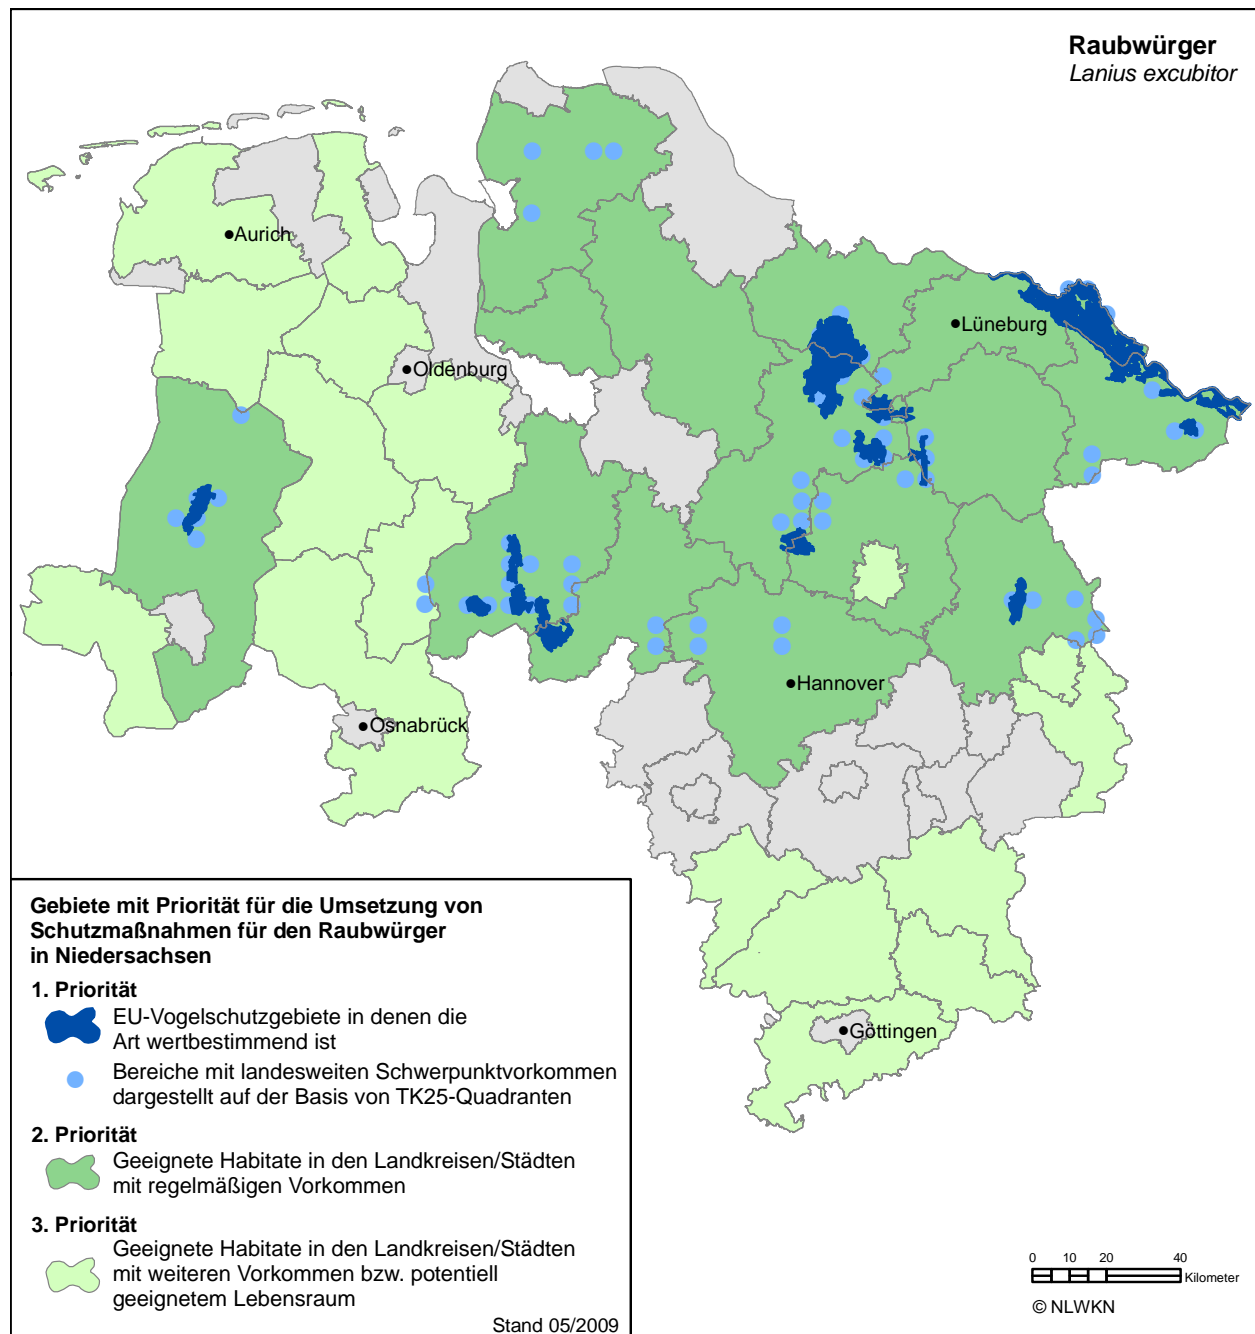 Raubwürger
Lanius excubitor
Aurich
Lüneburg
Oldenburg
Hannover
Osnabrück
Göttingen
Gebiete mit Priorität für die Umsetzung von
Schutzmaßnahmen für den Raubwürger
in Niedersachsen
1. Priorität
EU-Vogelschutzgebiete in denen die
Art wertbestimmend ist
Bereiche mit landesweiten Schwerpunktvorkommen
dargestellt auf der Basis von TK25-Quadranten
2. Priorität
Geeignete Habitate in den Landkreisen/Städten
mit regelmäßigen Vorkommen
3. Priorität
Geeignete Habitate in den Landkreisen/Städten
mit weiteren Vorkommen bzw. potentiell
geeignetem Lebensraum
Stand 05/2009
0 10 20 40
Kilometer
© NLWKN